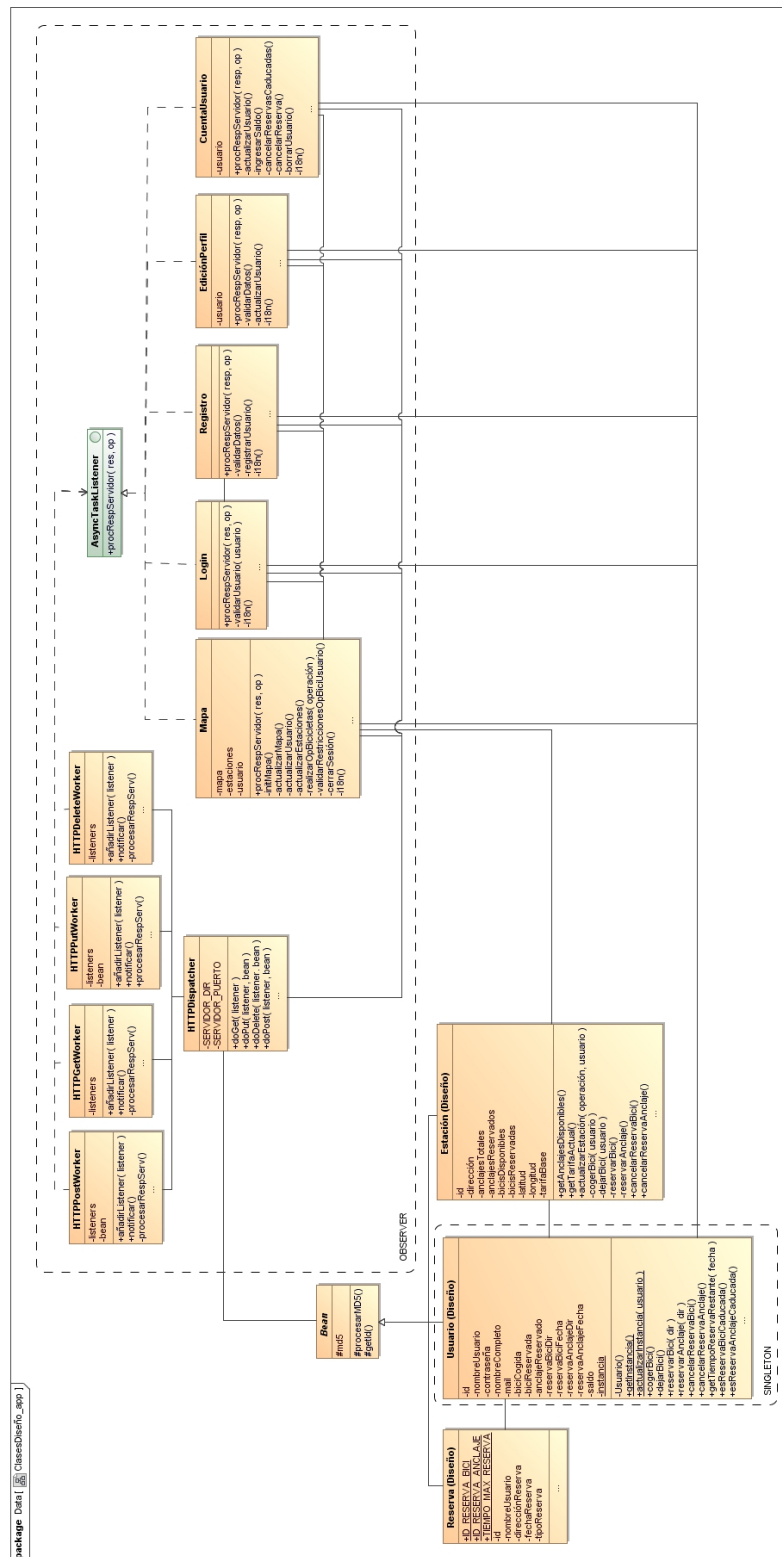 package Data [ ClasesDiseño_app ]
HTTPPostWorker
-listeners
-bean
+añadirListener( listener )
+notificar()
-procesarRespServ()
...
HTTPGetWorker
-listeners
+añadirListener( listener )
+notificar()
-procesarRespServ()
...
HTTPPutWorker
-listeners
-bean
+añadirListener( listener )
+notificar()
+procesarRespServ()
...
HTTPDeleteWorker
-listeners
+añadirListener( listener )
+notificar()
-procesarRespServ()
...
AsyncTaskListener
+procRespServidor( res, op )
HTTPDispatcher
-SERVIDOR_DIR
-SERVIDOR_PUERTO
+doGet( listener )
+doPut( listener, bean )
+doDelete( listener, bean )
+doPost( listener, bean )
...
Mapa
-mapa
-estaciones
-usuario
+procRespServidor( res, op )
-initMapa()
-actualizarMapa()
-actualizarUsuario()
-actualizarEstaciones()
-realizarOpBicicletas( operación )
-validarRestriccionesOpBiciUsuario()
-cerrarSesión()
-i18n()
...
Login
+procRespServidor( res, op )
-validarUsuario( usuario )
-i18n()
...
Registro
+procRespServidor( resp, op )
-validarDatos()
-registrarUsuario()
-i18n()
...
EdiciónPerfil
-usuario
+procRespServidor( resp, op )
-validarDatos()
-actualizarUsuario()
-i18n()
...
CuentaUsuario
-usuario
+procRespServidor( resp, op )
-actualizarUsuario()
-ingresarSaldo()
-cancelarReservasCaducadas()
-cancelarReserva()
-borrarUsuario()
-i18n()
...
OBSERVER
Bean
#md5
#procesarMD5()
#getId()
Reserva (Diseño)
+ID_RESERVA_BICI
+ID_RESERVA_ANCLAJE
+TIEMPO_MAX_RESERVA
-id
-nombreUsuario
-direcciónReserva
-fechaReserva
-tipoReserva
...
Usuario (Diseño)
-id
-nombreUsuario
-contraseña
-nombreCompleto
-mail
-biciCogida
-biciReservada
-anclajeReservado
-reservaBiciDir
-reservaBiciFecha
-reservaAnclajeDir
-reservaAnclajeFecha
-saldo
-instancia
-Usuario()
+getInstancia()
+actualizarInstancia( usuario )
+cogerBici()
+dejarBici()
+reservarBici( dir )
+reservarAnclaje( dir )
+cancelarReservaBici()
+cancelarReservaAnclaje()
+getTiempoReservaRestante( fecha )
+esReservaBiciCaducada()
+esReservaAnclajeCaducada()
...
SINGLETON
Estación (Diseño)
-id
-dirección
-anclajesTotales
-anclajesReservados
-bicisDisponibles
-bicisReservadas
-latitud
-longitud
-tarifaBase
+getAnclajesDisponibles()
+getTarifaActual()
+actualizarEstación( operación, usuario )
-cogerBici( usuario )
-dejarBici( usuario )
-reservarBici()
-reservarAnclaje()
+cancelarReservaBici()
+cancelarReservaAnclaje()
...